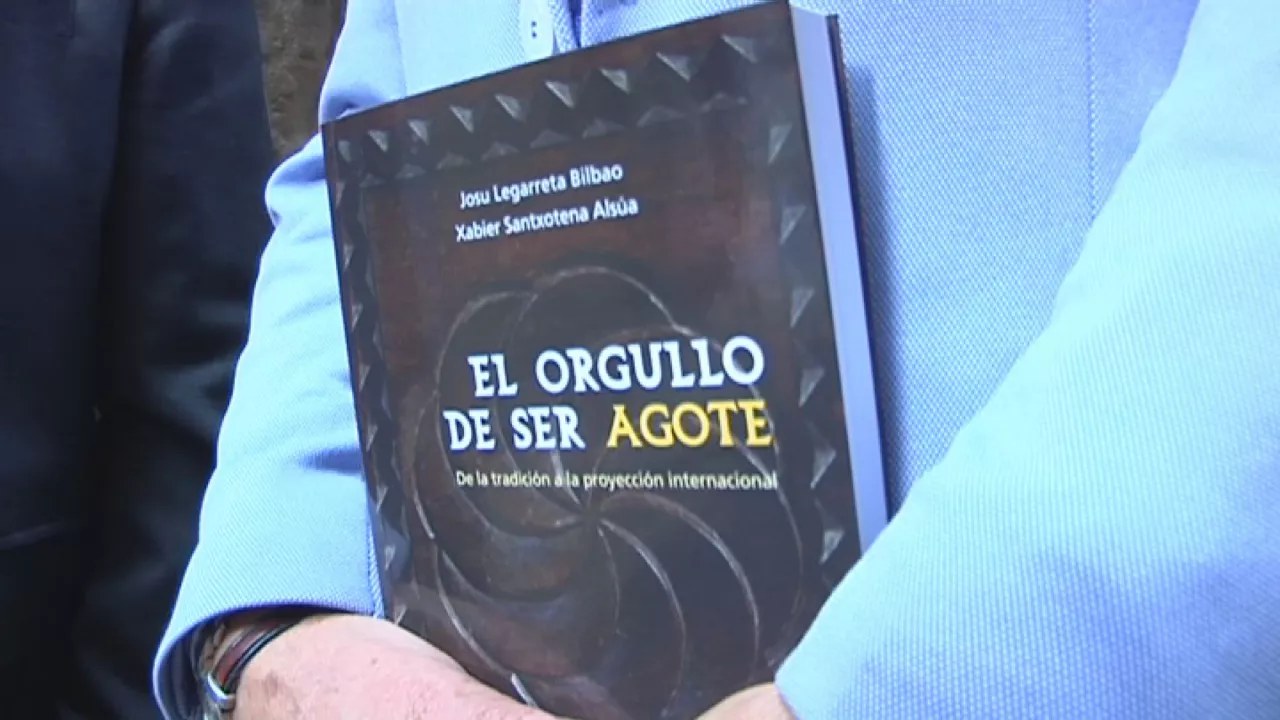 Josu Legarreta Bilbao
Xabier Santxotena Alsúa
EL ORGULLO
DE SER AGOTE
De la tradición a la proyección internacional